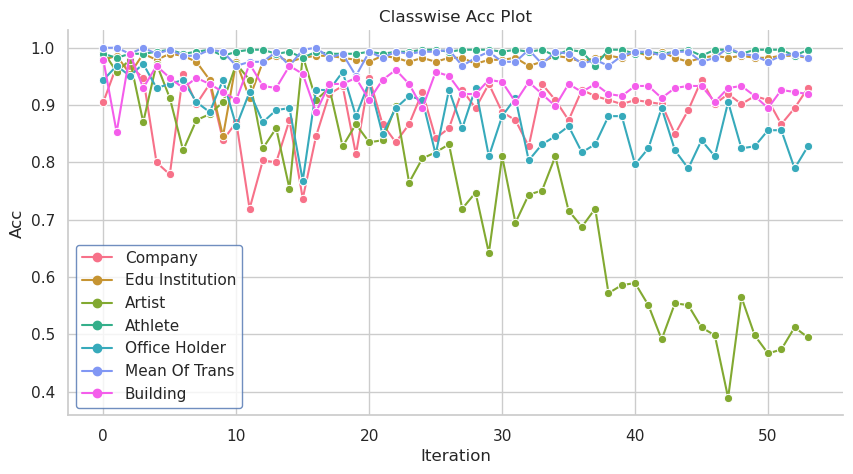 Classwise Acc Plot
1.0
0.9
0.8
0.7
0.6
0.5
0.4
Acc
Company
Edu Institution
Artist
Athlete
Office Holder
Mean Of Trans
Building
0 10 20 30 40 50
Iteration